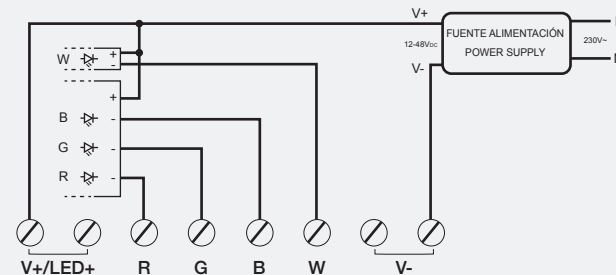 V+
FUENTE ALIMENTACIÓN
POWER SUPPLY
12-48VDC
230V~
V-
W
+
-
+
B
-
G
-
R
-
V+/LED+
R
G
B
W
V-